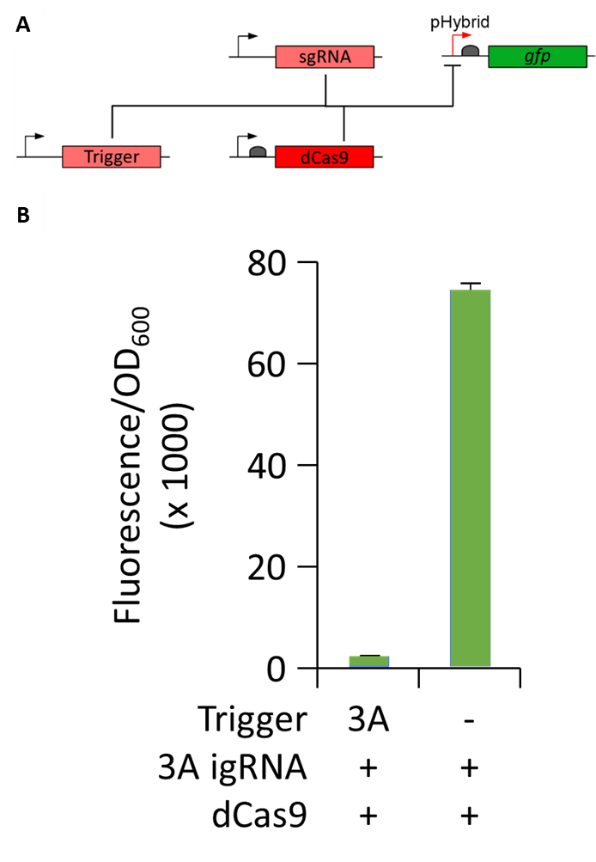 A
pHybrid
sgRNA
gfp
Trigger
dCas9
B
Fluorescence/OD600
(x 1000)
80
60
40
20
0
Trigger 3A -
3A igRNA + +
dCas9 + +